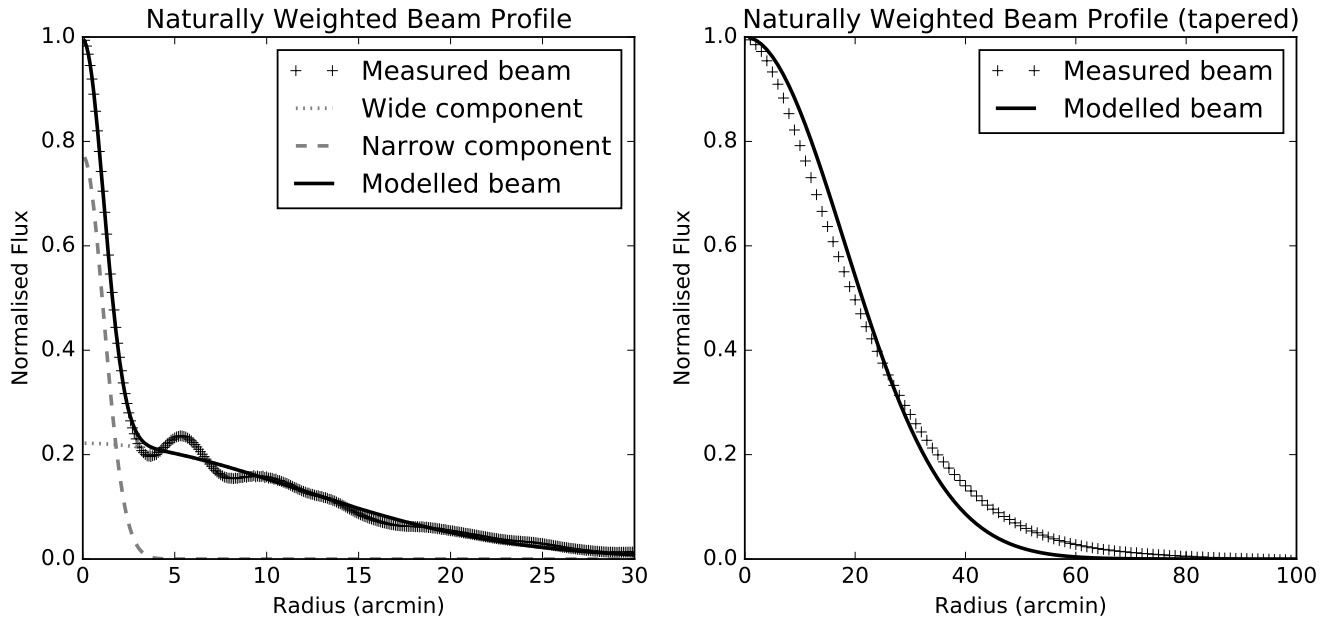 Naturally Weighted Beam Profile
Normalised Flux
1.0
0.8
0.6
0.4
0.2
0.0
Measured beam
Wide component
Narrow component
Modelled beam
0 5 10 15 20 25 30
Radius (arcmin)
Naturally Weighted Beam Profile (tapered)
Normalised Flux
1.0
0.8
0.6
0.4
0.2
0.0
Measured beam
Modelled beam
0 20 40 60 80 100
Radius (arcmin)